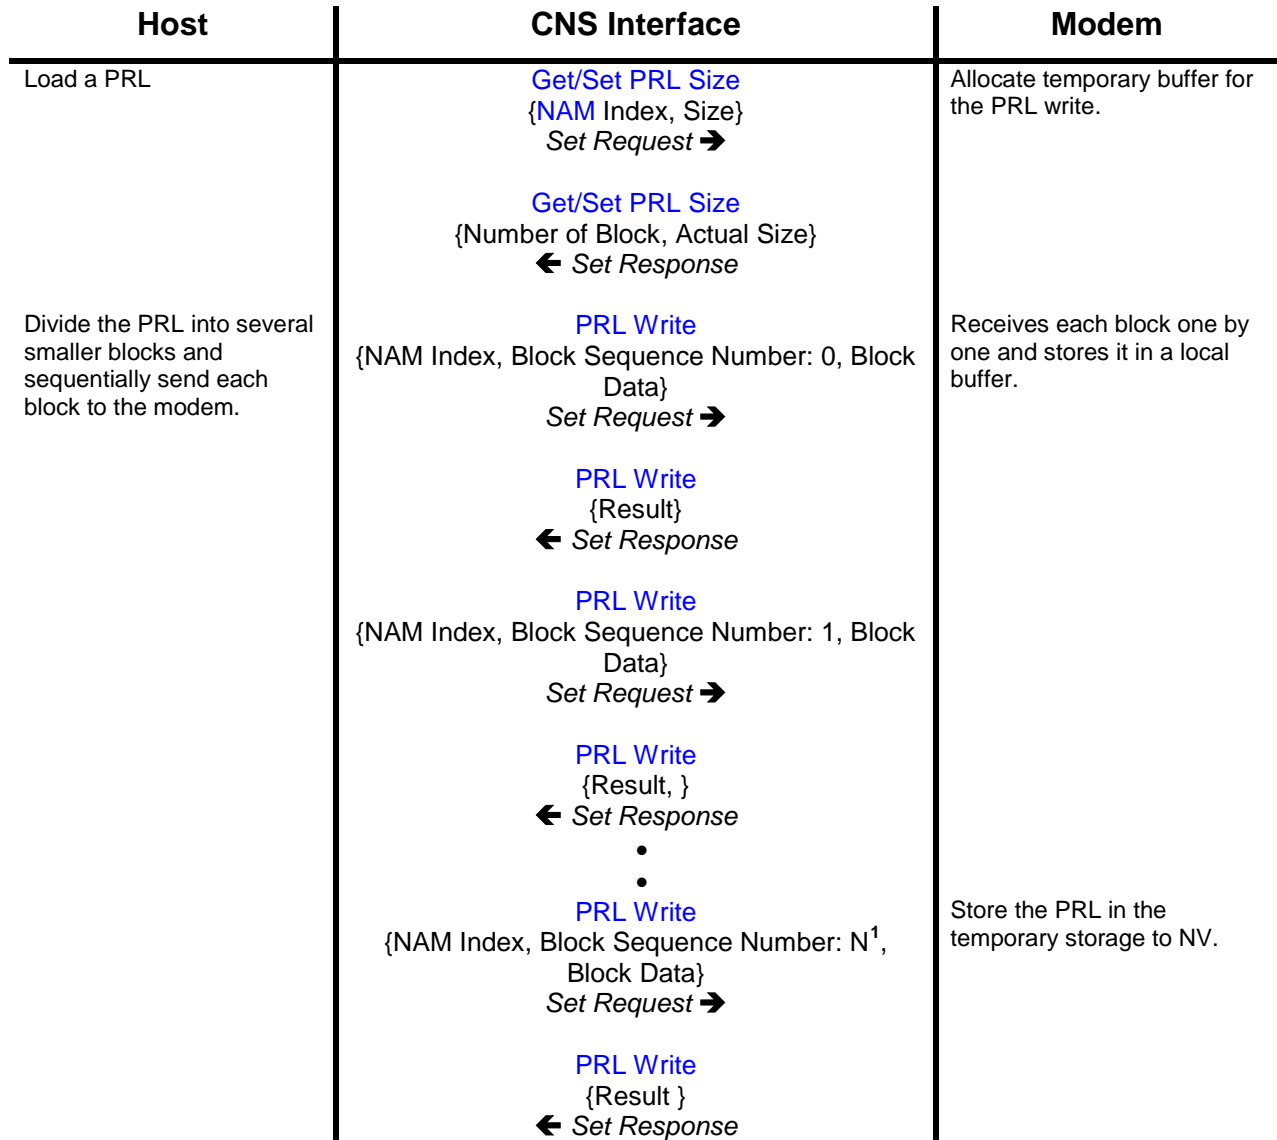 Host CNS Interface Modem
Load a PRL
Get/Set PRL Size
{NAM Index, Size}
Set Request ➔
Allocate temporary buffer for
the PRL write.
Get/Set PRL Size
{Number of Block, Actual Size}
🡸 Set Response
Divide the PRL into several
smaller blocks and
sequentially send each
block to the modem.
PRL Write
{NAM Index, Block Sequence Number: 0, Block
Data}
Set Request ➔
Receives each block one by
one and stores it in a local
buffer.
PRL Write
{Result}
🡸 Set Response
PRL Write
{NAM Index, Block Sequence Number: 1, Block
Data}
Set Request ➔
PRL Write
{Result, }
🡸 Set Response
•
•
PRL Write
{NAM Index, Block Sequence Number: N¹,
Block Data}
Set Request ➔
Store the PRL in the
temporary storage to NV.
PRL Write
{Result }
🡸 Set Response